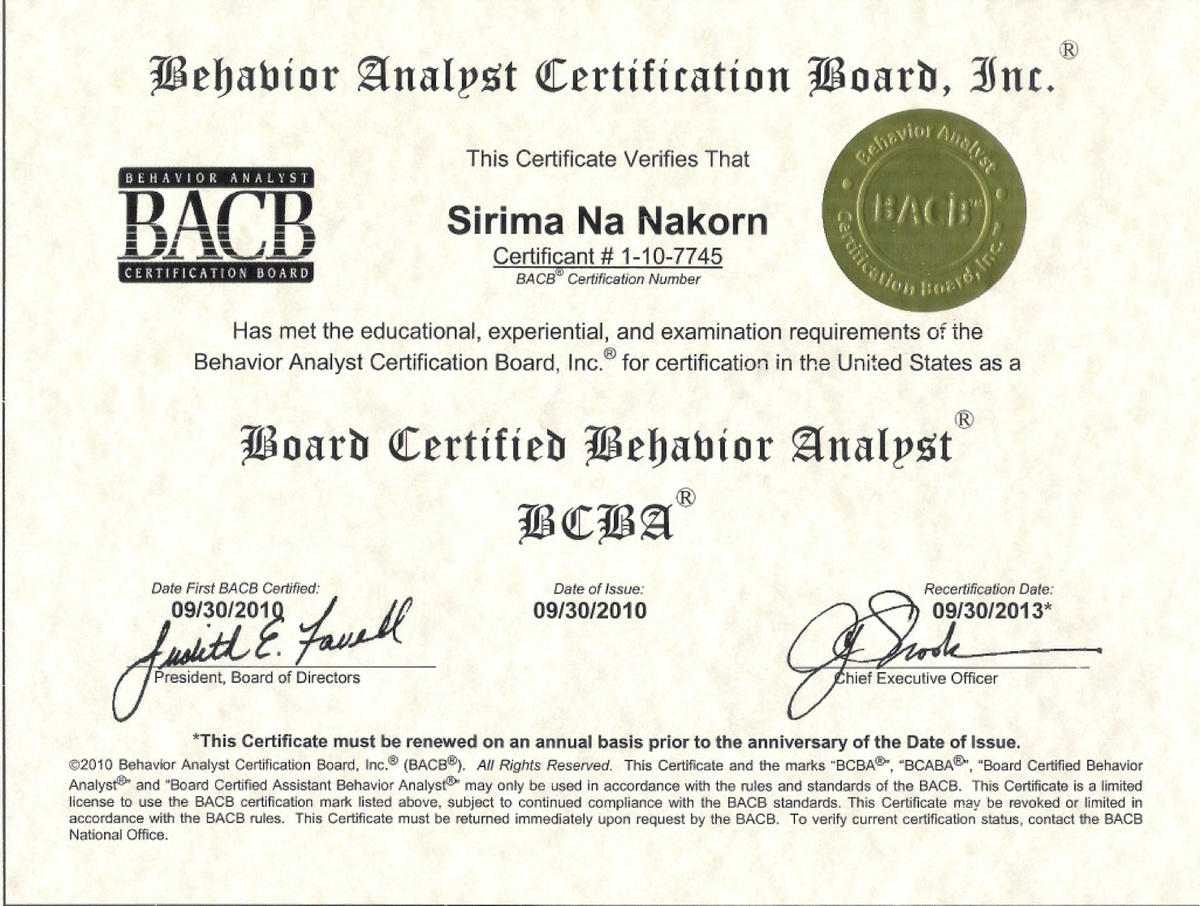 Behavior Analyst Certification Board, Inc.®
This Certificate Verifies That
BEHAVIOR ANALYST
BACB
CERTIFICATION BOARD
Behavior Analyst
BACB™
Certification Board, Inc.™
Sirima Na Nakorn
Certificant # 1-10-7745
BACB® Certification Number
Has met the educational, experiential, and examination requirements of the
Behavior Analyst Certification Board, Inc.® for certification in the United States as a
Board Certified Behavior Analyst®
BCBA®
Date First BACB Certified: Date of Issue: Recertification Date:
09/30/2010 09/30/2010 09/30/2013*
Judith E. Favell
President, Board of Directors Chief Executive Officer
*This Certificate must be renewed on an annual basis prior to the anniversary of the Date of Issue.
©2010 Behavior Analyst Certification Board, Inc.® (BACB®). All Rights Reserved. This Certificate and the marks “BCBA®”, “BCABA®”, “Board Certified Behavior
Analyst®” and “Board Certified Assistant Behavior Analyst®” may only be used in accordance with the rules and standards of the BACB. This Certificate is a limited
license to use the BACB certification mark listed above, subject to continued compliance with the BACB standards. This Certificate may be revoked or limited in
accordance with the BACB rules. This Certificate must be returned immediately upon request by the BACB. To verify current certification status, contact the BACB
National Office.